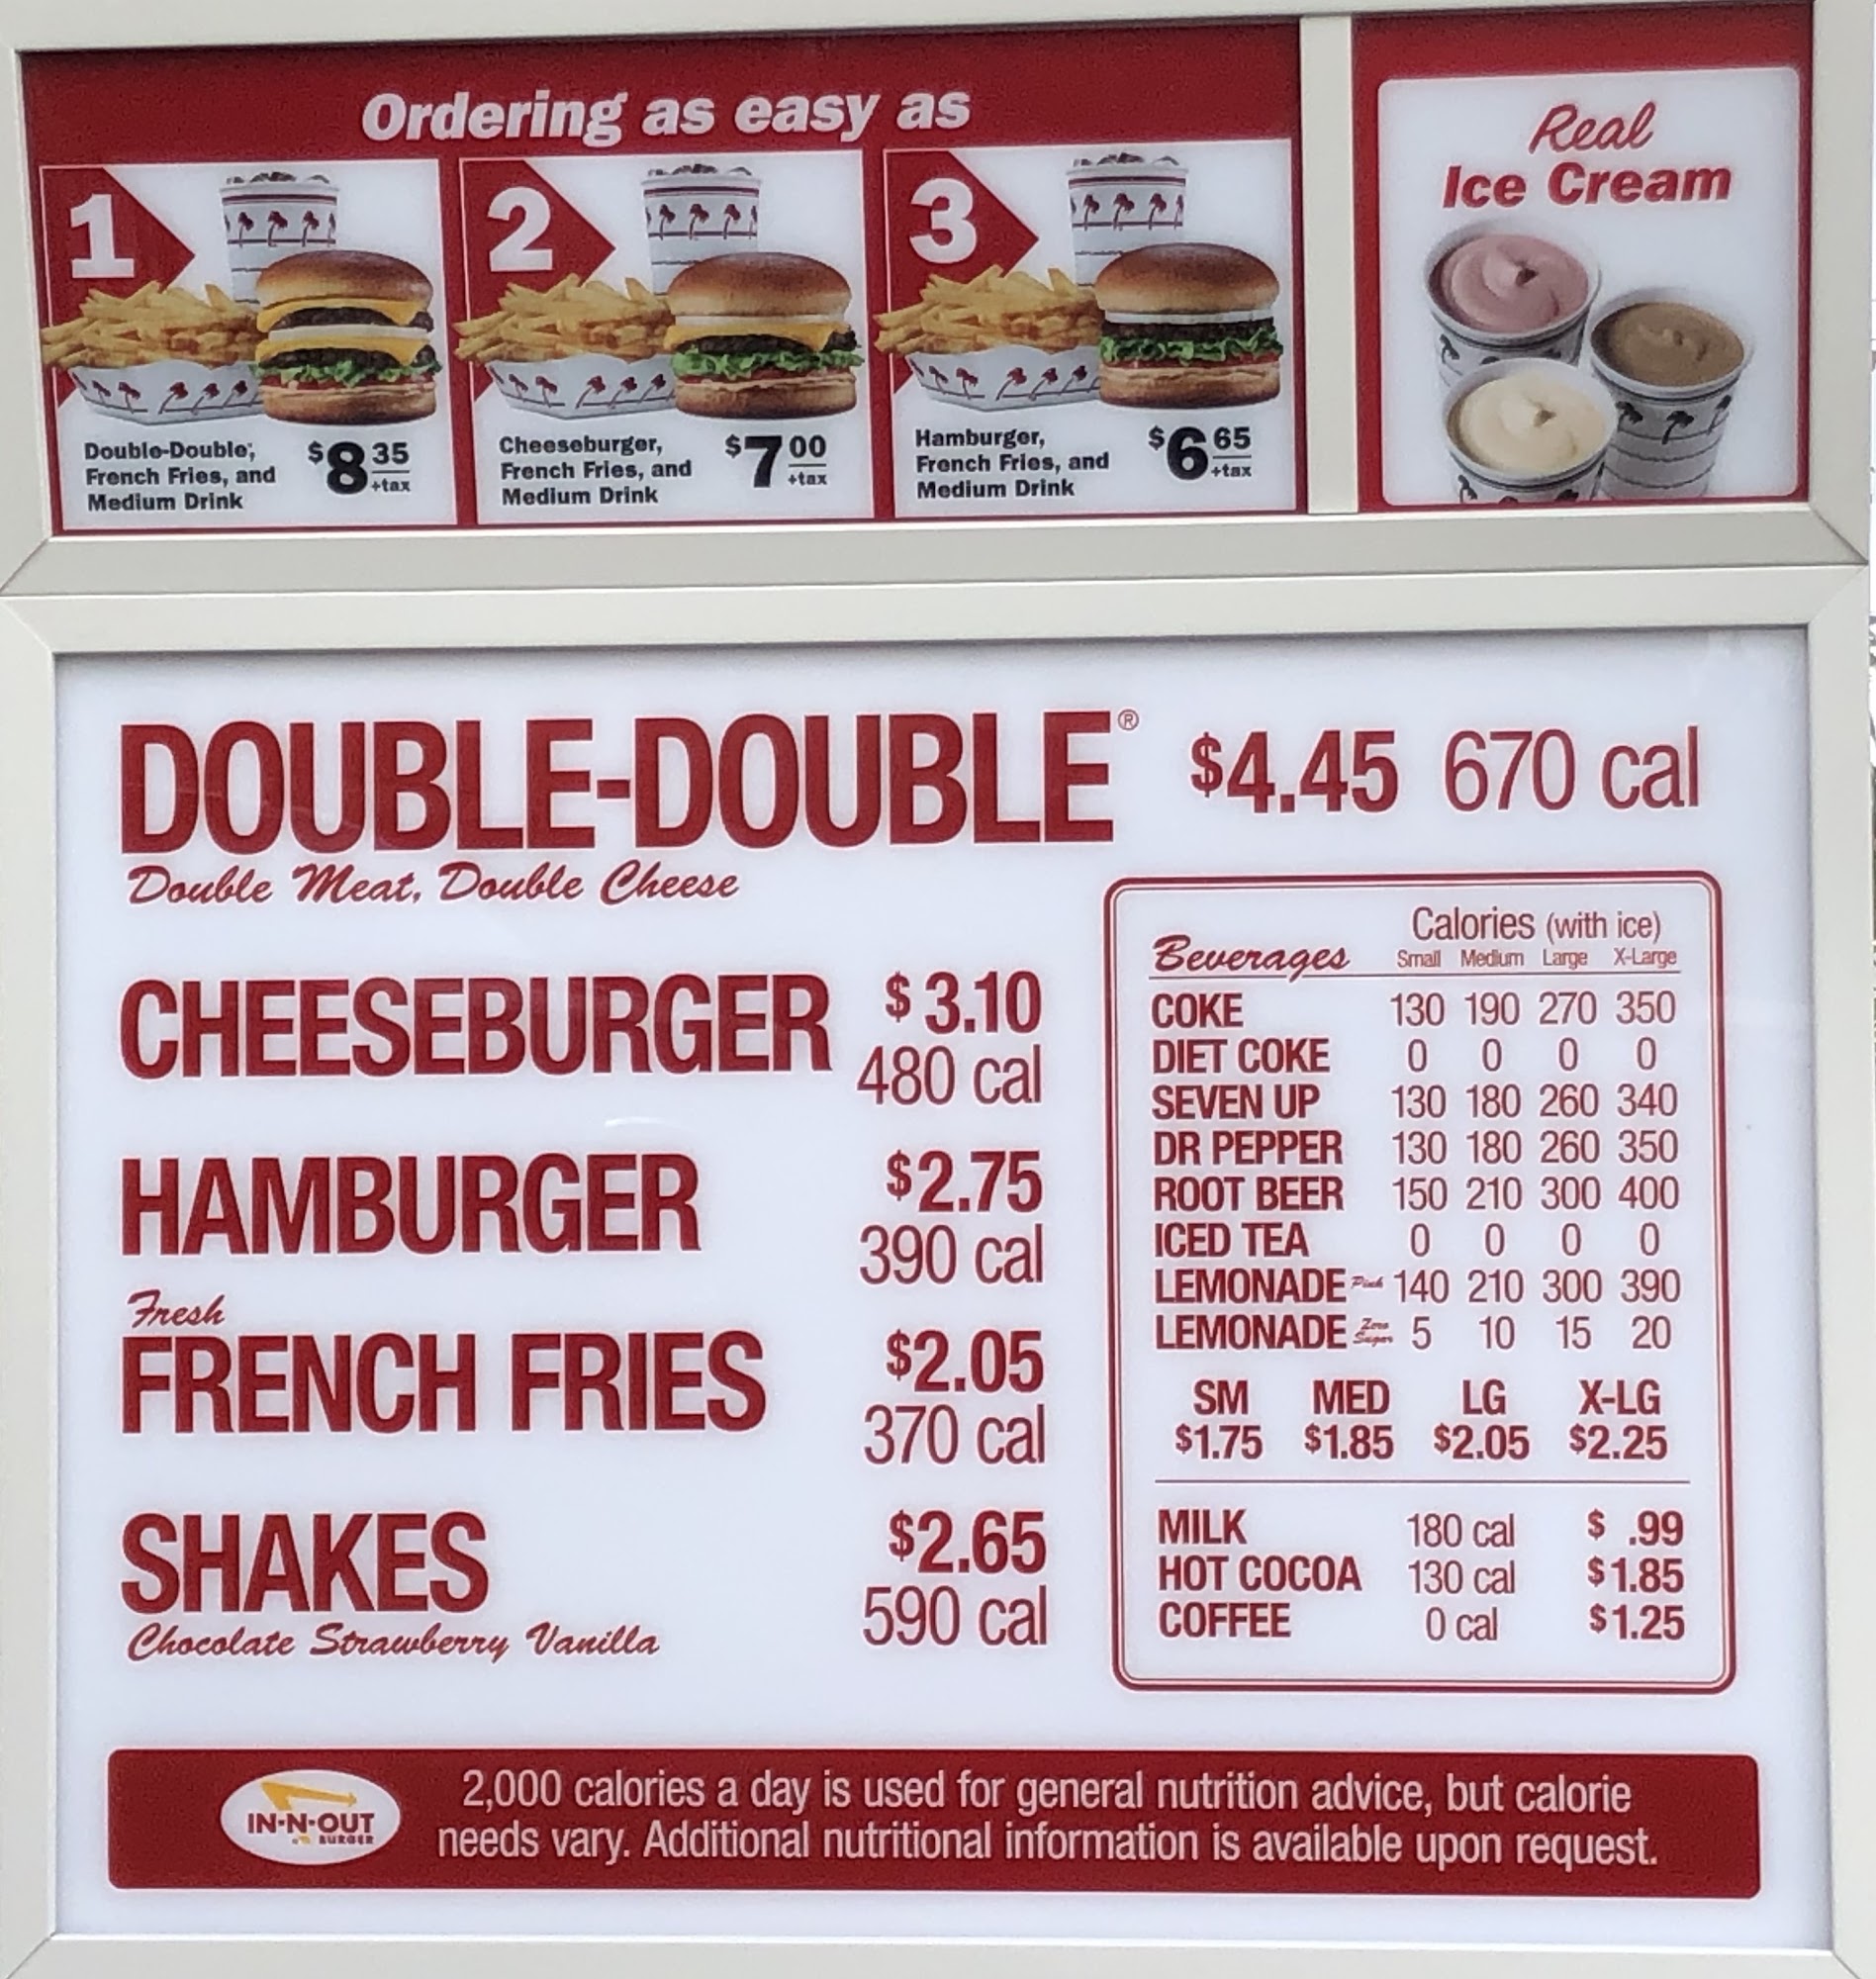 Ordering as easy as
1
Double-Double®,
French Fries, and
Medium Drink
$8 35
+tax
2
Cheeseburger,
French Fries, and
Medium Drink
$7 00
+tax
3
Hamburger,
French Fries, and
Medium Drink
$6 65
+tax
Real
Ice Cream
DOUBLE-DOUBLE® $4.45 670 cal
Double Meat, Double Cheese
CHEESEBURGER $3.10
480 cal
HAMBURGER $2.75
390 cal
Fresh
FRENCH FRIES $2.05
370 cal
SHAKES $2.65
590 cal
Chocolate Strawberry Vanilla
Calories (with ice)
Beverages Small Medium Large X-Large
COKE 130 190 270 350
DIET COKE 0 0 0 0
SEVEN UP 130 180 260 340
DR PEPPER 130 180 260 350
ROOT BEER 150 210 300 400
ICED TEA 0 0 0 0
LEMONADE Pink 140 210 300 390
LEMONADE Zero Sugar 5 10 15 20
SM MED LG X-LG
$1.75 $1.85 $2.05 $2.25
MILK 180 cal $ .99
HOT COCOA 130 cal $1.85
COFFEE 0 cal $1.25
IN-N-OUT
BURGER
2,000 calories a day is used for general nutrition advice, but calorie
needs vary. Additional nutritional information is available upon request.